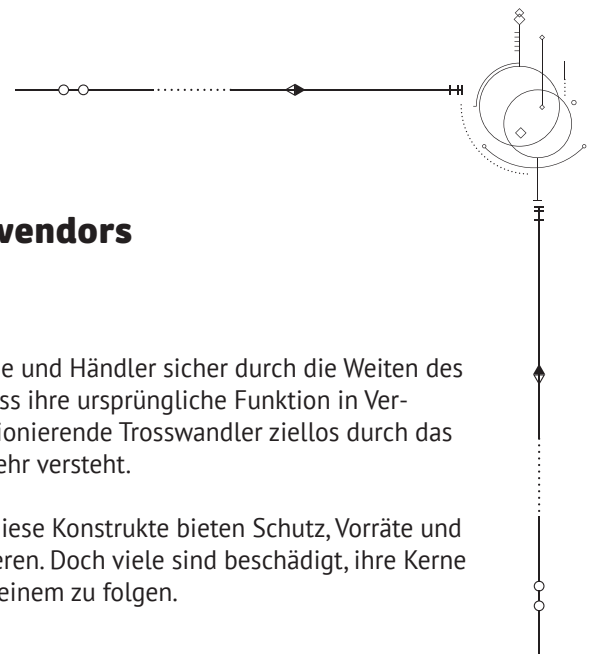 vendors
e und Händler sicher durch die Weiten des
ss ihre ursprüngliche Funktion in Ver-
ionierende Trosswandler ziellos durch das
ehr versteht.
iese Konstrukte bieten Schutz, Vorräte und
eren. Doch viele sind beschädigt, ihre Kerne
einem zu folgen.